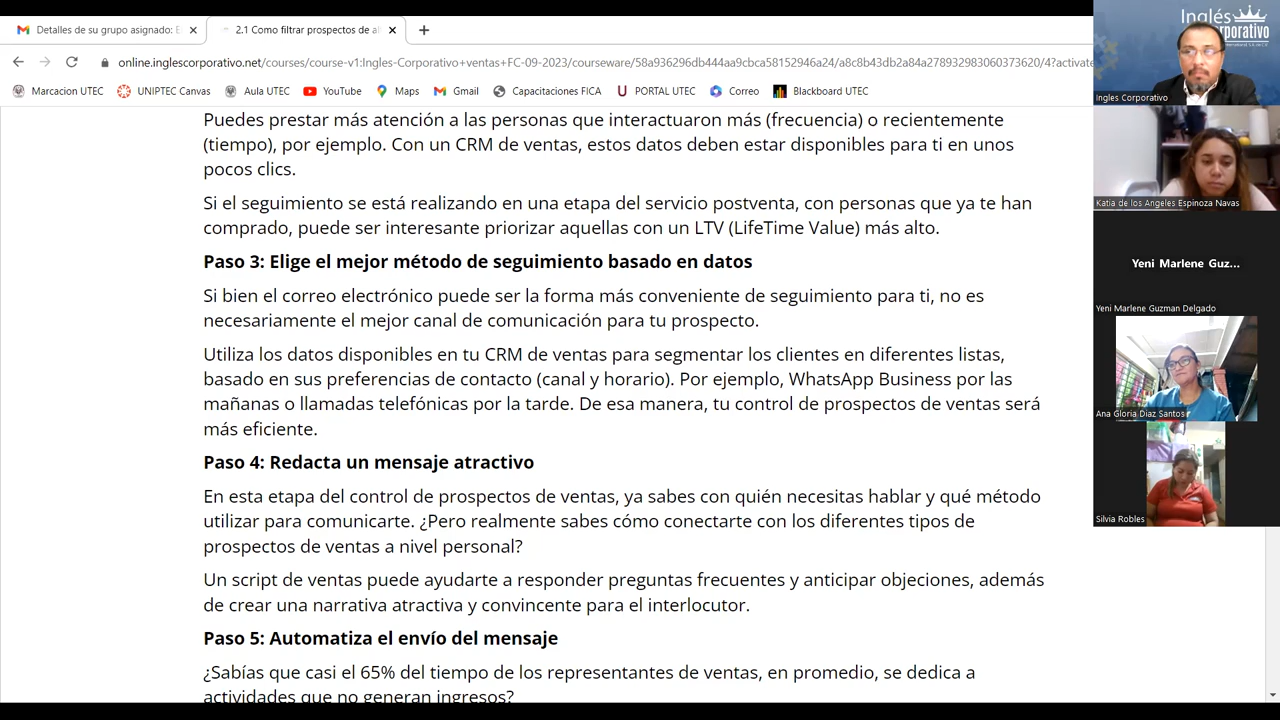 Detalles de su grupo asignado: E
2.1 Como filtrar prospectos de al
online.inglescorporativo.net/courses/course-v1:Ingles-Corporativo+ventas+FC-09-2023/courseware/58a936296db444aa9cbca58152946a24/a8c8b43db2a84a278932983060373620/4?activate
Marcacion UTEC
UNIPTEC Canvas
Aula UTEC
YouTube
Maps
Gmail
Capacitaciones FICA
PORTAL UTEC
Correo
Blackboard UTEC
Puedes prestar más atención a las personas que interactuaron más (frecuencia) o recientemente
(tiempo), por ejemplo. Con un CRM de ventas, estos datos deben estar disponibles para ti en unos
pocos clics.
Si el seguimiento se está realizando en una etapa del servicio postventa, con personas que ya te han
comprado, puede ser interesante priorizar aquellas con un LTV (LifeTime Value) más alto.
Paso 3: Elige el mejor método de seguimiento basado en datos
Si bien el correo electrónico puede ser la forma más conveniente de seguimiento para ti, no es
necesariamente el mejor canal de comunicación para tu prospecto.
Utiliza los datos disponibles en tu CRM de ventas para segmentar los clientes en diferentes listas,
basado en sus preferencias de contacto (canal y horario). Por ejemplo, WhatsApp Business por las
mañanas o llamadas telefónicas por la tarde. De esa manera, tu control de prospectos de ventas será
más eficiente.
Paso 4: Redacta un mensaje atractivo
En esta etapa del control de prospectos de ventas, ya sabes con quién necesitas hablar y qué método
utilizar para comunicarte. ¿Pero realmente sabes cómo conectarte con los diferentes tipos de
prospectos de ventas a nivel personal?
Un script de ventas puede ayudarte a responder preguntas frecuentes y anticipar objeciones, además
de crear una narrativa atractiva y convincente para el interlocutor.
Paso 5: Automatiza el envío del mensaje
¿Sabías que casi el 65% del tiempo de los representantes de ventas, en promedio, se dedica a
actividades que no generan ingresos?
Inglés
Ingles Corporativo
Katia de los Angeles Espinoza Navas
Yeni Marlene Guz...
Yeni Marlene Guzman Delgado
Ana Gloria Diaz Santos
Silvia Robles